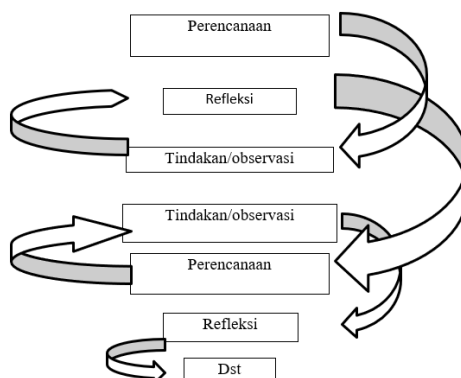 Perencanaan
Refleksi
Tindakan/observasi
Tindakan/observasi
Perencanaan
Refleksi
Dst